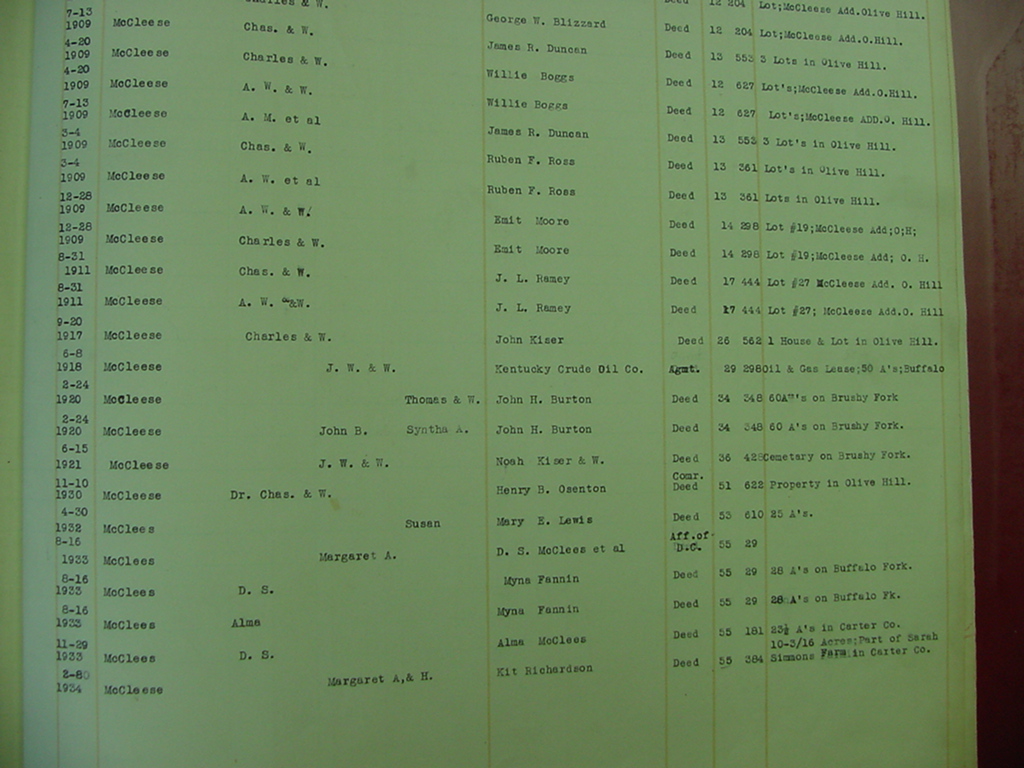 Charles & W. Deed 12 204 Lot;McCleese Add.Olive Hill.
7-13
1909 McCleese Chas. & W. George W. Blizzard Deed 12 204 Lot;McCleese Add.O.Hill.
4-20
1909 McCleese Charles & W. James R. Duncan Deed 13 553 3 Lots in Olive Hill.
4-20
1909 McCleese A. W. & W. Willie Boggs Deed 12 627 Lot's;McCleese Add.O.Hill.
7-13
1909 McCleese A. M. et al Willie Boggs Deed 12 627 Lot's;McCleese ADD.O. Hill.
3-4
1909 McCleese Chas. & W. James R. Duncan Deed 13 553 3 Lot's in Olive Hill.
3-4
1909 McCleese A. W. et al Ruben F. Ross Deed 13 361 Lot's in Olive Hill.
12-28
1909 McCleese A. W. & W. Ruben F. Ross Deed 13 361 Lots in Olive Hill.
12-28
1909 McCleese Charles & W. Emit Moore Deed 14 298 Lot #19;McCleese Add;O;H;
8-31
1911 McCleese Chas. & W. Emit Moore Deed 14 298 Lot #19;McCleese Add; O. H.
8-31
1911 McCleese A. W. &W. J. L. Ramey Deed 17 444 Lot #27 McCleese Add. O. Hill
J. L. Ramey Deed 17 444 Lot #27; McCleese Add.O. Hill
9-20
1917 McCleese Charles & W. John Kiser Deed 26 562 1 House & Lot in Olive Hill.
6-8
1918 McCleese J. W. & W. Kentucky Crude Oil Co. Agmt. 29 298 Oil & Gas Lease;50 A's;Buffalo
2-24
1920 McCleese Thomas & W. John H. Burton Deed 34 348 60A"'s on Brushy Fork
2-24
1920 McCleese John B. Syntha A. John H. Burton Deed 34 348 60 A's on Brushy Fork.
6-15
1921 McCleese J. W. & W. Noah Kiser & W. Deed 36 428 Cemetary on Brushy Fork.
11-10
1930 McCleese Dr. Chas. & W. Henry B. Osenton Comr. Deed 51 622 Property in Olive Hill.
4-30
1932 McClees Susan Mary E. Lewis Deed 53 610 25 A's.
8-16
1933 McClees Margaret A. D. S. McClees et al Aff.of D.C. 55 29
8-16
1933 McClees D. S. Myna Fannin Deed 55 29 28 A's on Buffalo Fork.
8-16
1933 McClees Alma Myna Fannin Deed 55 29 28 A's on Buffalo Fk.
11-29
1933 McClees D. S. Alma McClees Deed 55 181 23½ A's in Carter Co.
10-3/16 Acres;Part of Sarah
2-80
1934 McCleese Margaret A,& H. Kit Richardson Deed 55 384 Simmons Farm in Carter Co.